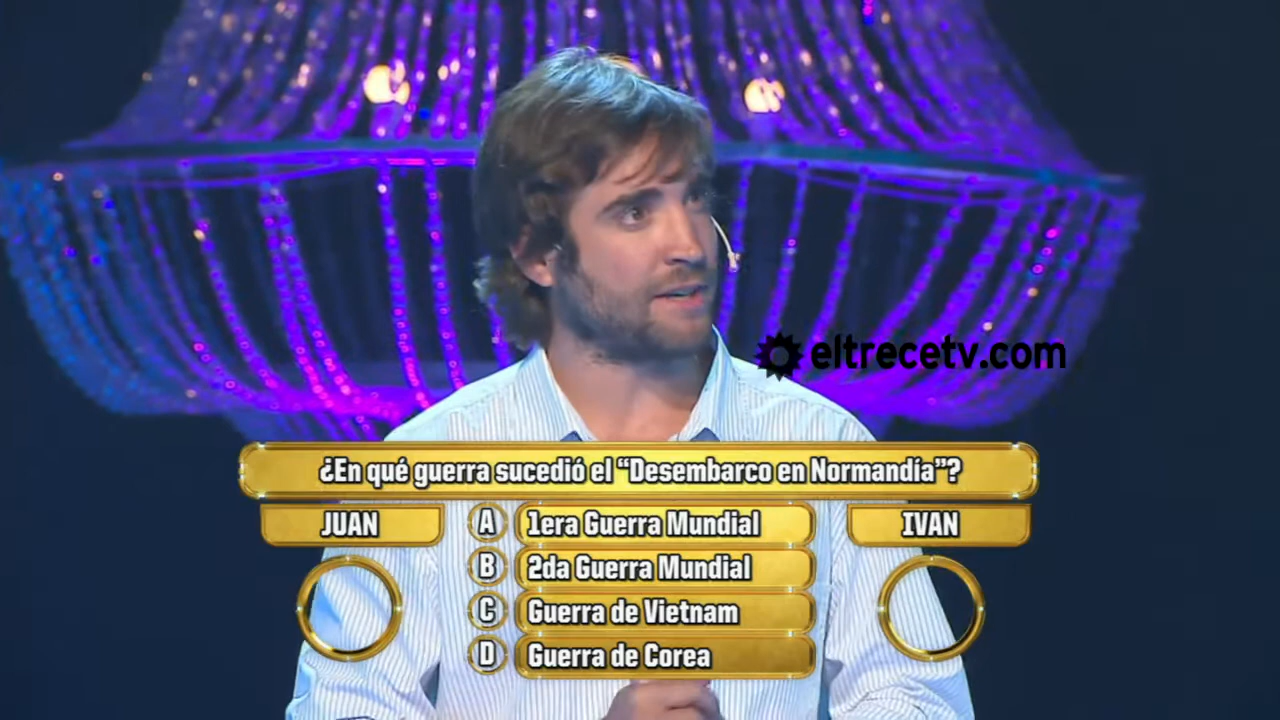 eltrecetv.com
¿En qué guerra sucedió el “Desembarco en Normandía”?
JUAN
A 1era Guerra Mundial
IVAN
B 2da Guerra Mundial
C Guerra de Vietnam
D Guerra de Corea